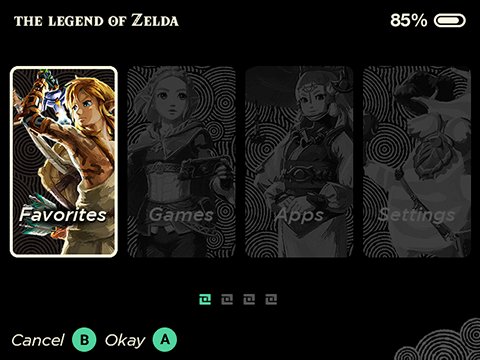 THE LEGEND OF ZELDA
85%
Favorites
Games
Apps
Settings
Cancel B Okay A